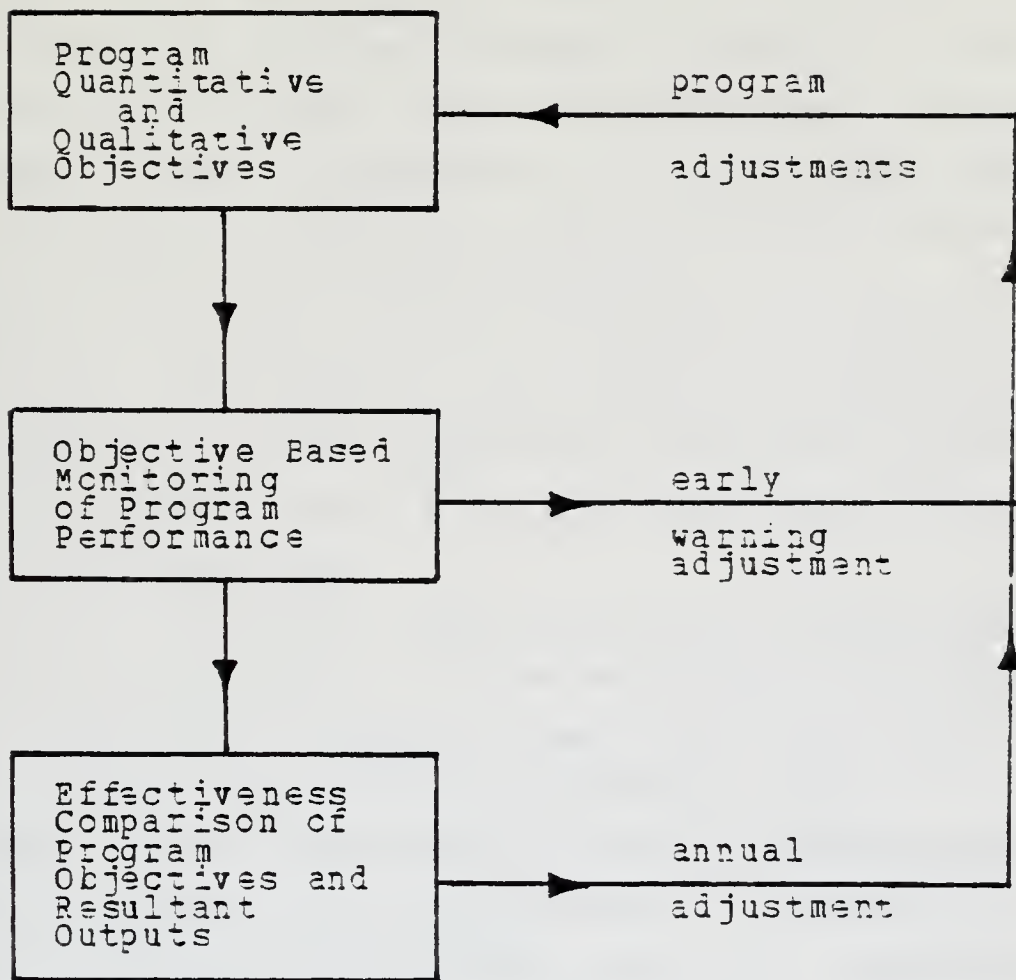 Program
Quantitative
and
Qualitative
Objectives
program
adjustments
Objective Based
Monitoring
of Program
Performance
early
warning
adjustment
Effectiveness
Comparison of
Program
Objectives and
Resultant
Outputs
annual
adjustment